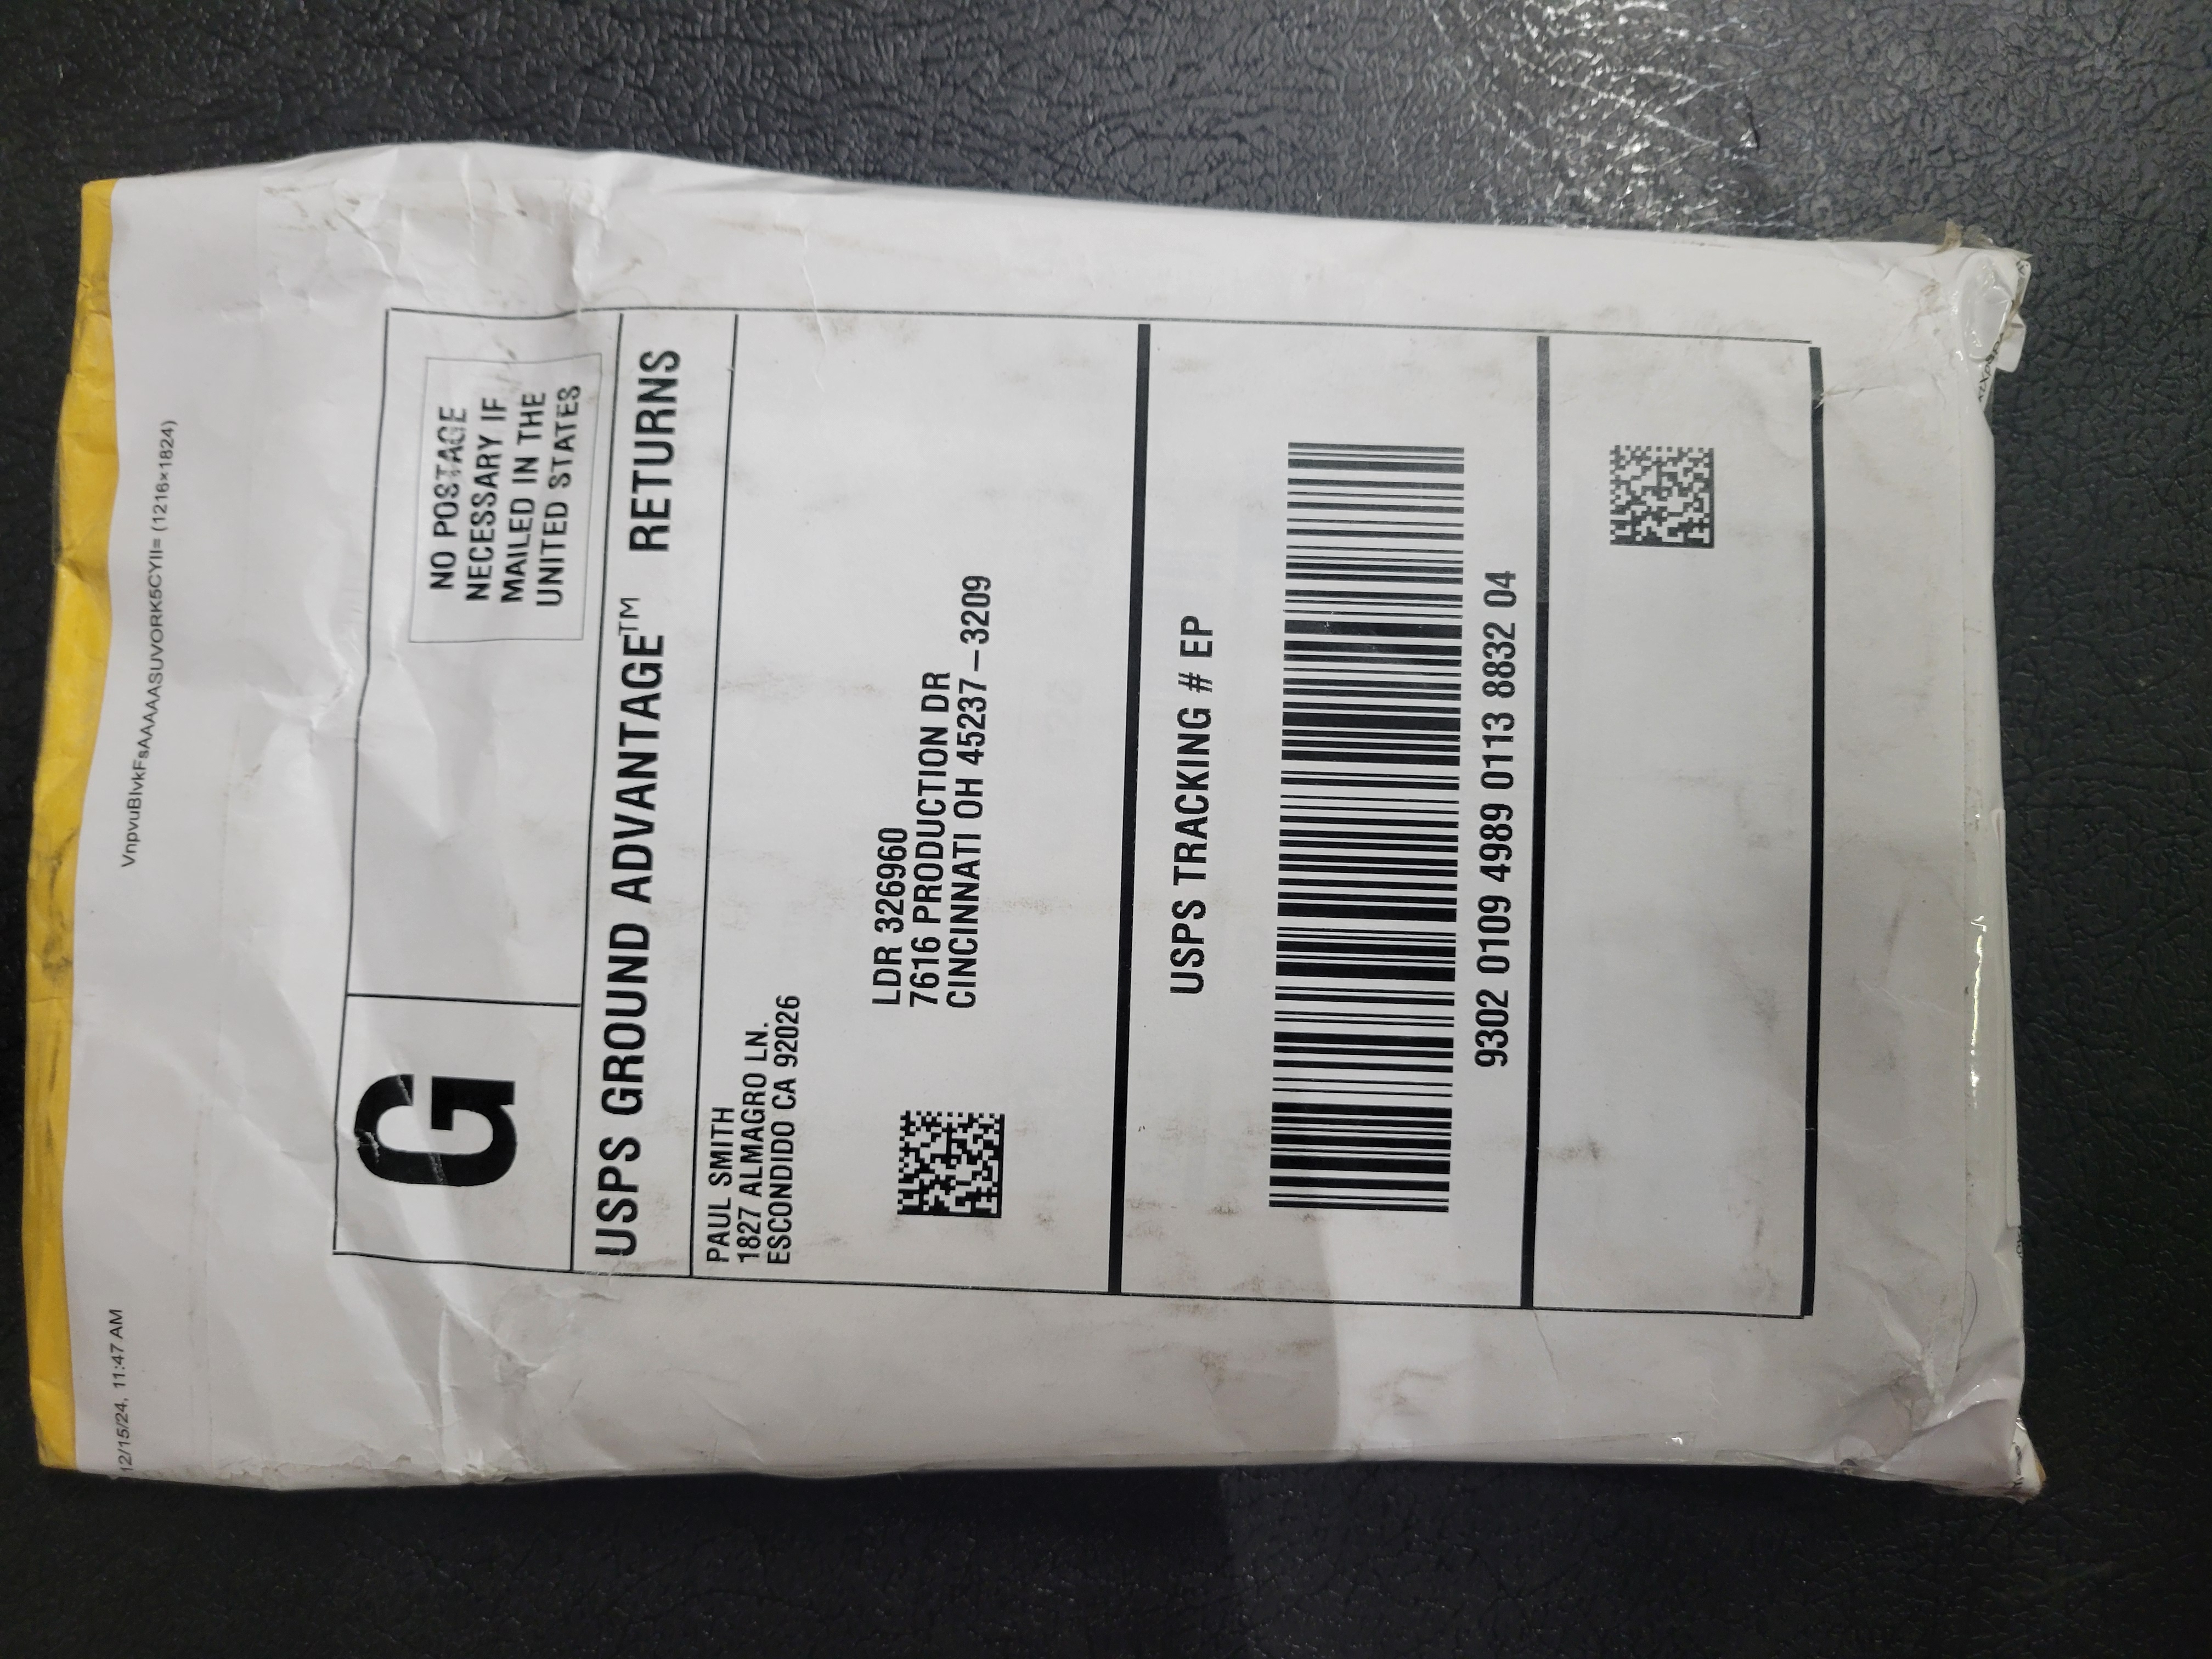 12/15/24, 11:47 AM
VnpvuBIvkFsAAAAASUVORK5CYII= (1216×1824)
G
NO POSTAGE
NECESSARY IF
MAILED IN THE
UNITED STATES
USPS GROUND ADVANTAGE™ RETURNS
PAUL SMITH
1827 ALMAGRO LN.
ESCONDIDO CA 92026
LDR 326960
7616 PRODUCTION DR
CINCINNATI OH 45237-3209
USPS TRACKING # EP
9302 0109 4989 0113 8832 04